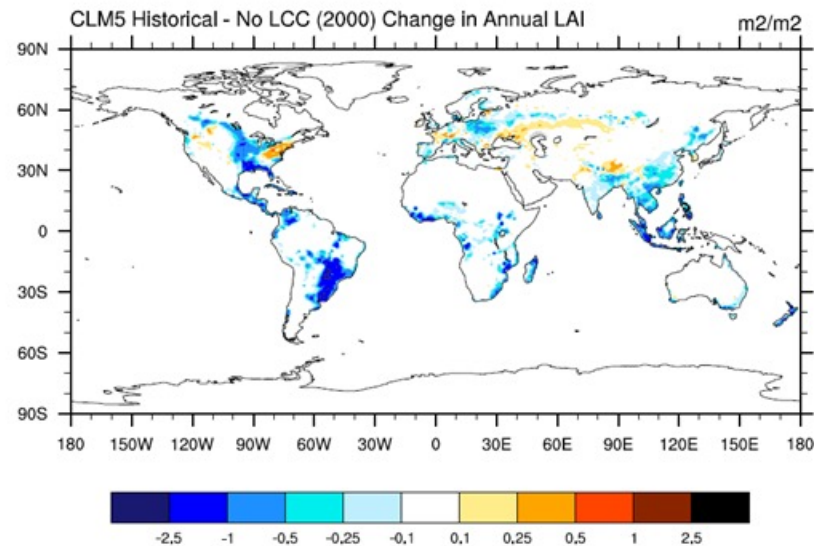 CLM5 Historical - No LCC (2000) Change in Annual LAI m2/m2
90N
60N
30N
0
30S
60S
90S
180 150W 120W 90W 60W 30W 0 30E 60E 90E 120E 150E 180
-2.5 -1 -0.5 -0.25 -0.1 0.1 0.25 0.5 1 2.5